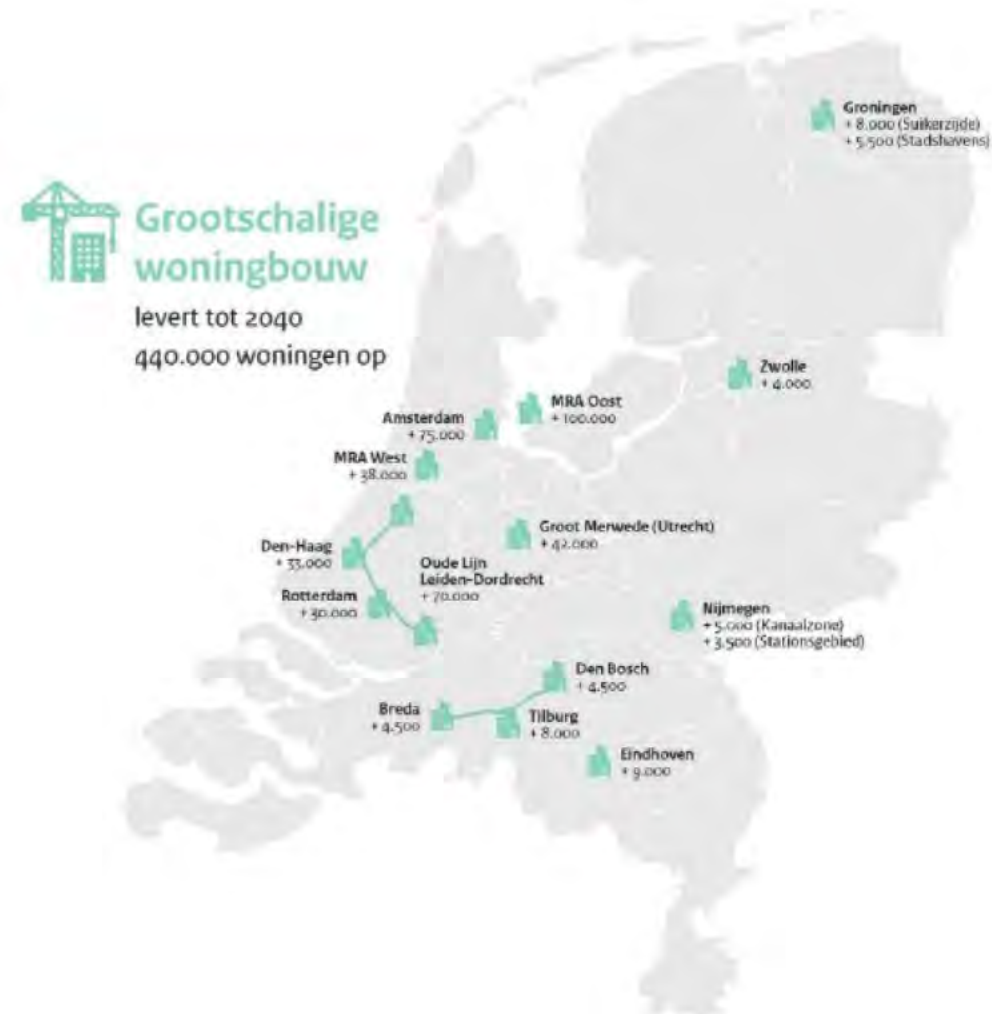 Grootschalige
woningbouw
levert tot 2040
440.000 woningen op
Groningen
+ 8.000 (Suikerzijde)
+ 5.500 (Stadshavens)
Zwolle
+ 4.000
MRA Oost
+ 100.000
Amsterdam
+ 75.000
MRA West
+ 38.000
Groot Merwede (Utrecht)
+ 42.000
Den-Haag
+ 33.000
Oude Lijn
Leiden-Dordrecht
+ 70.000
Rotterdam
+ 30.000
Nijmegen
+ 5.000 (Kanaalzone)
+ 3.500 (Stationsgebied)
Den Bosch
+ 4.500
Breda
+ 4.500
Tilburg
+ 8.000
Eindhoven
+ 9.000